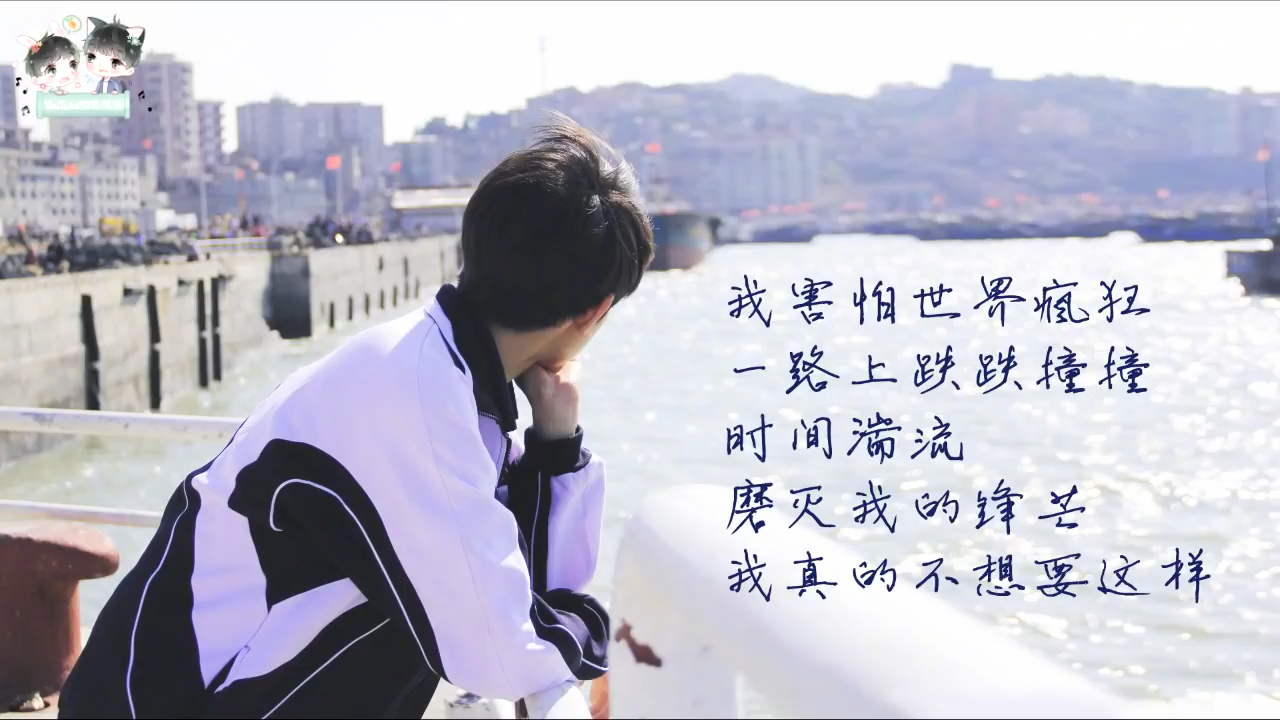 我害怕世界瘋狂
一路上跌跌撞撞
时间湍流
磨灭我的锋芒
我真的不想要这样